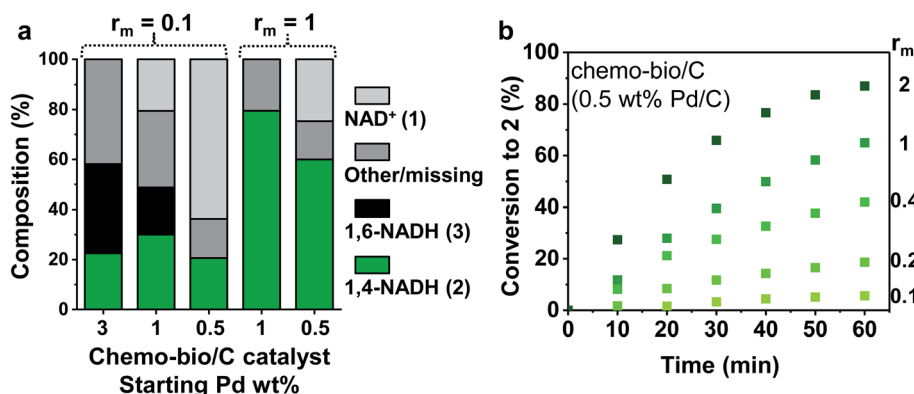 a
rm = 0.1
rm = 1
Composition (%)
100
80
60
40
20
0
3
1
0.5
1
0.5
Chemo-bio/C catalyst
Starting Pd wt%
NAD⁺ (1)
Other/missing
1,6-NADH (3)
1,4-NADH (2)
b
Conversion to 2 (%)
100
80
60
40
20
0
chemo-bio/C
(0.5 wt% Pd/C)
rm
2
1
0.4
0.2
0.1
0
10
20
30
40
50
60
Time (min)